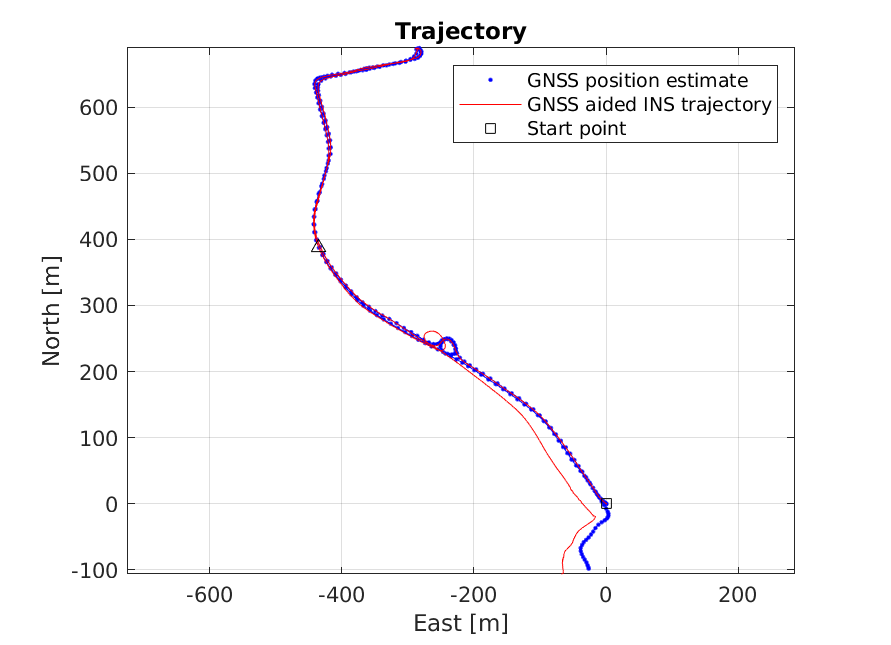 Trajectory
GNSS position estimate
GNSS aided INS trajectory
Start point
600
500
400
300
200
100
0
-100
North [m]
-600 -400 -200 0 200
East [m]